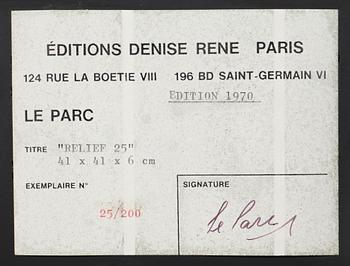 ÉDITIONS DENISE RENE PARIS
124 RUE LA BOETIE VIII 196 BD SAINT-GERMAIN VI
EDITION 1970
LE PARC
TITRE "RELIEF 25"
41 x 41 x 6 cm
EXEMPLAIRE N°
25/200
SIGNATURE
Le Parc